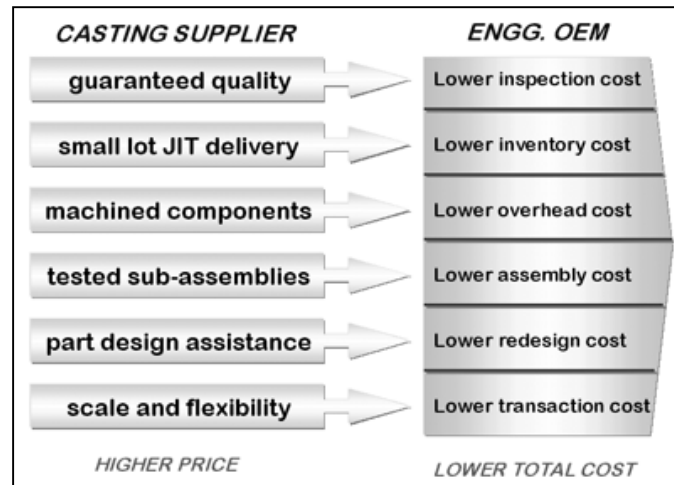 CASTING SUPPLIER ENGG. OEM
guaranteed quality Lower inspection cost
small lot JIT delivery Lower inventory cost
machined components Lower overhead cost
tested sub-assemblies Lower assembly cost
part design assistance Lower redesign cost
scale and flexibility Lower transaction cost
HIGHER PRICE LOWER TOTAL COST